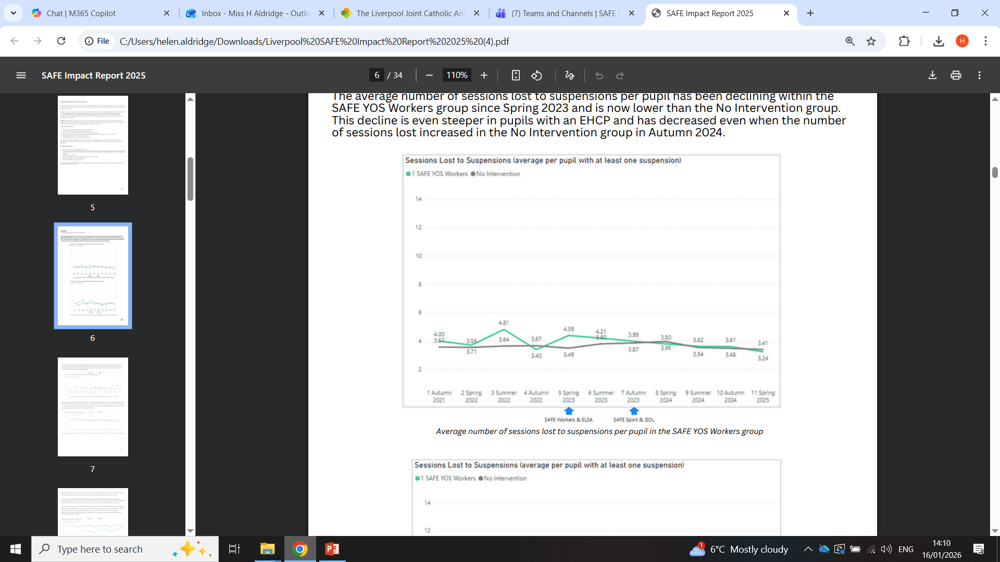 Chat | M365 Copilot
Inbox - Miss H Aldridge - Outlo
The Liverpool Joint Catholic An
(7) Teams and Channels | SAFE
SAFE Impact Report 2025
File
C:/Users/helen.aldridge/Downloads/Liverpool%20SAFE%20Impact%20Report%202025%20(4).pdf
H
SAFE Impact Report 2025
6 / 34
110%
5
6
7
The average number of sessions lost to suspensions per pupil has been declining within the
SAFE YOS Workers group since Spring 2023 and is now lower than the No Intervention group.
This decline is even steeper in pupils with an EHCP and has decreased even when the number
of sessions lost increased in the No Intervention group in Autumn 2024.
Sessions Lost to Suspensions (average per pupil with at least one suspension)
1 SAFE YOS Workers No Intervention
14
12
10
8
6
4
2
4.00 3.56 4.81 3.67 4.39 4.21 3.99 3.80 3.62 3.61 3.41
3.57 3.71 3.64 3.40 3.49 3.80 3.87 3.96 3.54 3.48 3.24
1 Autumn 2 Spring 3 Summer 4 Autumn 5 Spring 6 Summer 7 Autumn 8 Spring 9 Summer 10 Autumn 11 Spring
2021 2022 2022 2022 2023 2023 2023 2024 2024 2024 2025
SAFE Workers & ELSA SAFE Sport & GOL
Average number of sessions lost to suspensions per pupil in the SAFE YOS Workers group
Sessions Lost to Suspensions (average per pupil with at least one suspension)
1 SAFE YOS Workers No Intervention
14
12
Type here to search
1
6°C Mostly cloudy
ENG
14:10
16/01/2026